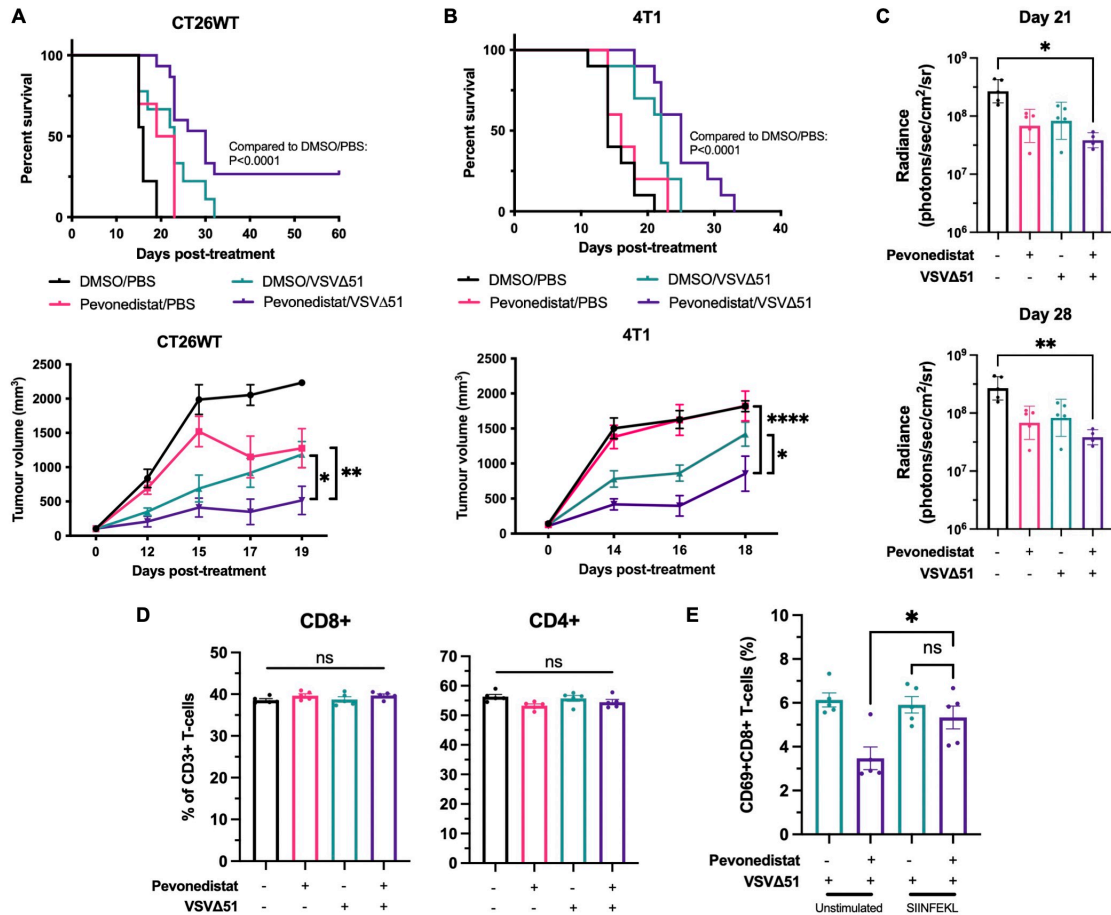 A
CT26WT
Percent survival
100
50
0
0 10 20 30 40 50 60
Days post-treatment
Compared to DMSO/PBS:
P<0.0001
DMSO/PBS
DMSO/VSVΔ51
Pevonedistat/PBS
Pevonedistat/VSVΔ51
CT26WT
Tumour volume (mm³)
2500
2000
1500
1000
500
0
0 12 15 17 19
Days post-treatment
* **
B
4T1
Percent survival
100
50
0
0 10 20 30 40
Days post-treatment
Compared to DMSO/PBS:
P<0.0001
DMSO/PBS
DMSO/VSVΔ51
Pevonedistat/PBS
Pevonedistat/VSVΔ51
4T1
Tumour volume (mm³)
2500
2000
1500
1000
500
0
0 14 16 18
Days post-treatment
****
*
C
Day 21
Radiance
(photons/sec/cm²/sr)
10⁹
10⁸
10⁷
10⁶
*
Pevonedistat - + - +
VSVΔ51 - - + +
Day 28
Radiance
(photons/sec/cm²/sr)
10⁹
10⁸
10⁷
10⁶
**
Pevonedistat - + - +
VSVΔ51 - - + +
D
CD8+
% of CD3+ T-cells
50
40
30
20
10
0
ns
Pevonedistat - + - +
VSVΔ51 - - + +
CD4+
70
60
50
40
30
20
10
0
ns
- + - +
- - + +
E
CD69+CD8+ T-cells (%)
10
8
6
4
2
0
*
ns
Pevonedistat - + - +
VSVΔ51 + + + +
Unstimulated SIINFEKL